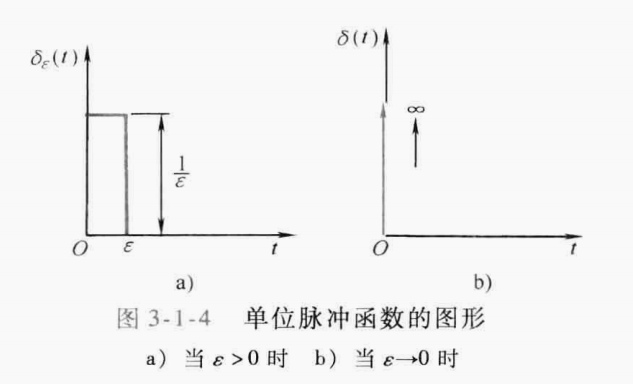 δε(t)
1/ε
O ε t
a)
δ(t)
∞
O t
b)
图 3-1-4 单位脉冲函数的图形
a) 当 ε>0 时 b) 当 ε→0 时